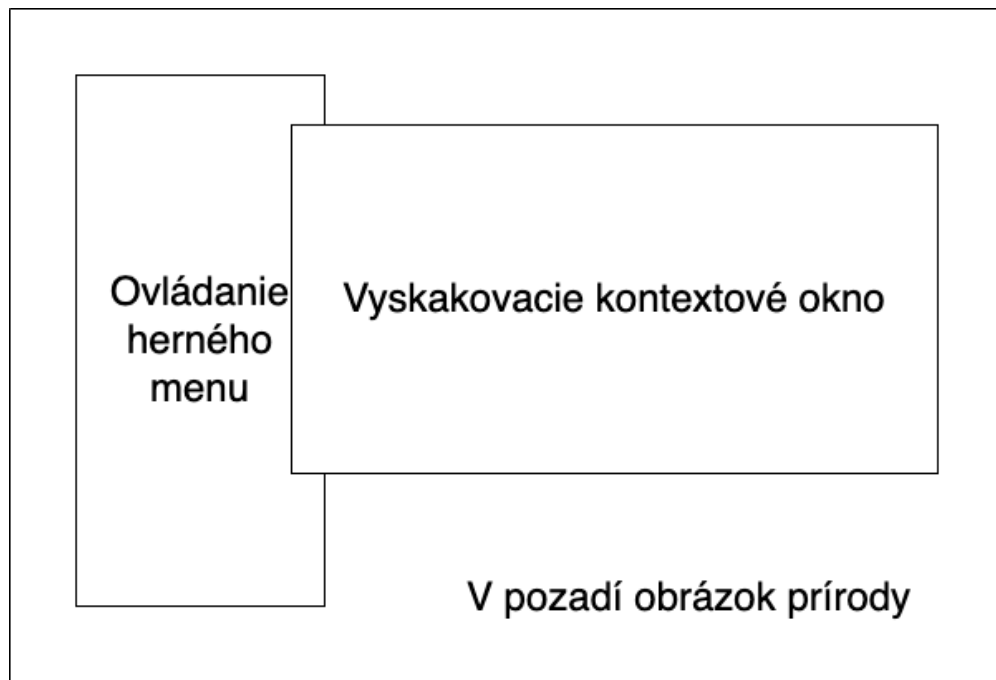 Ovládanie
herného
menu
Vyskakovacie kontextové okno
V pozadí obrázok prírody